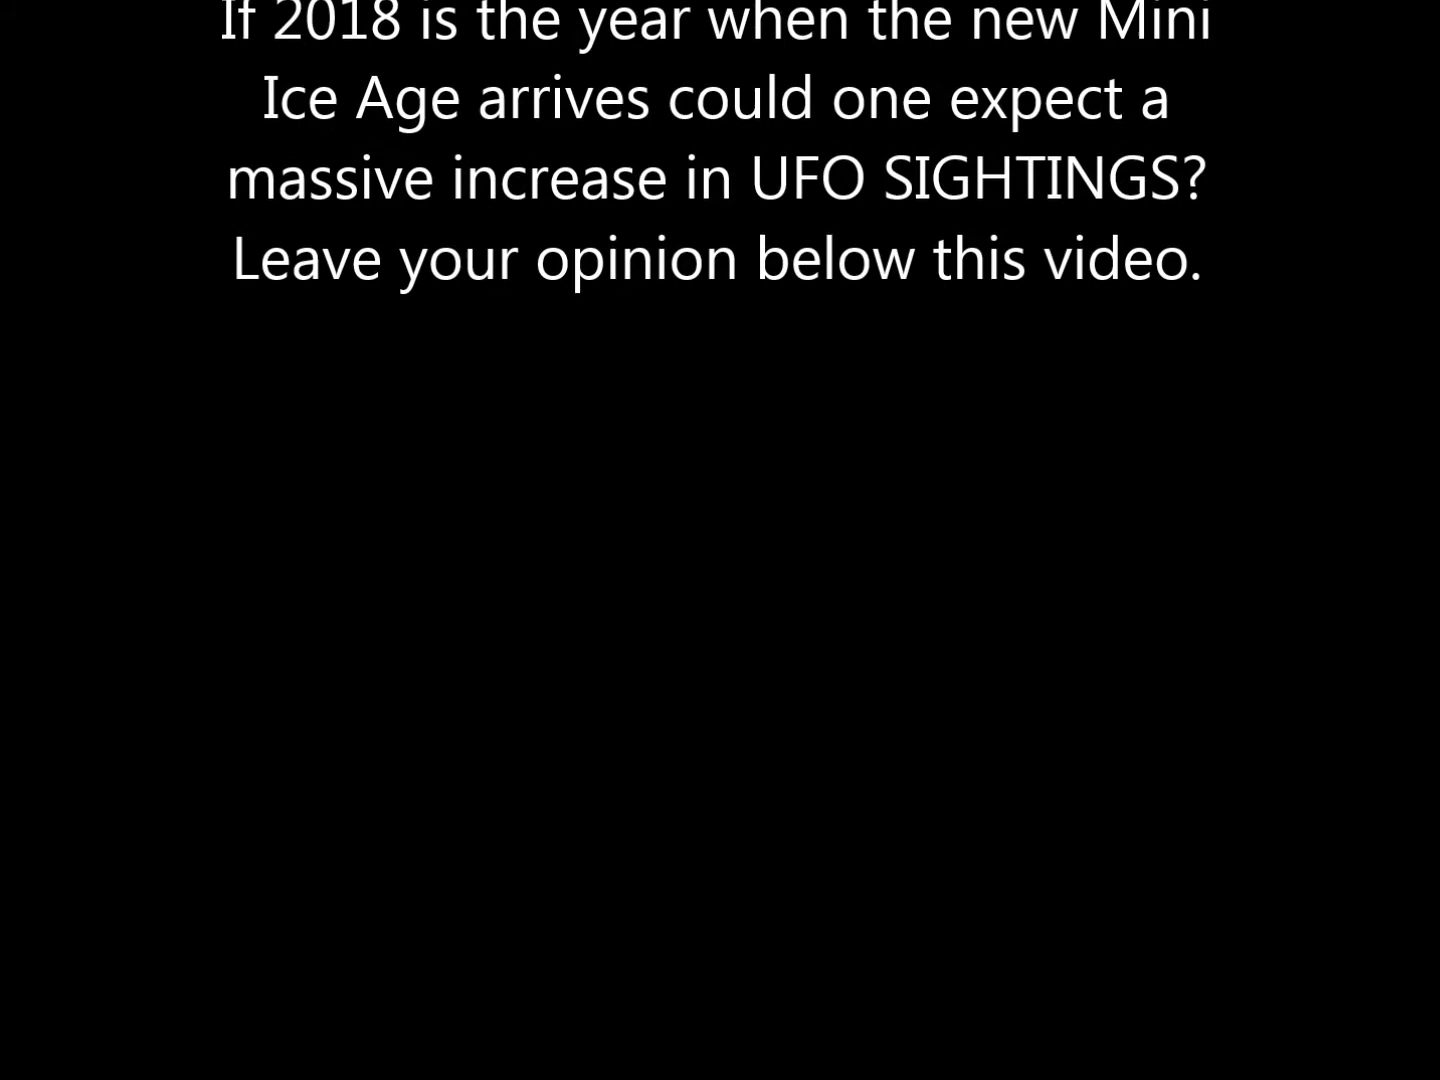 If 2018 is the year when the new Mini
Ice Age arrives could one expect a
massive increase in UFO SIGHTINGS?
Leave your opinion below this video.